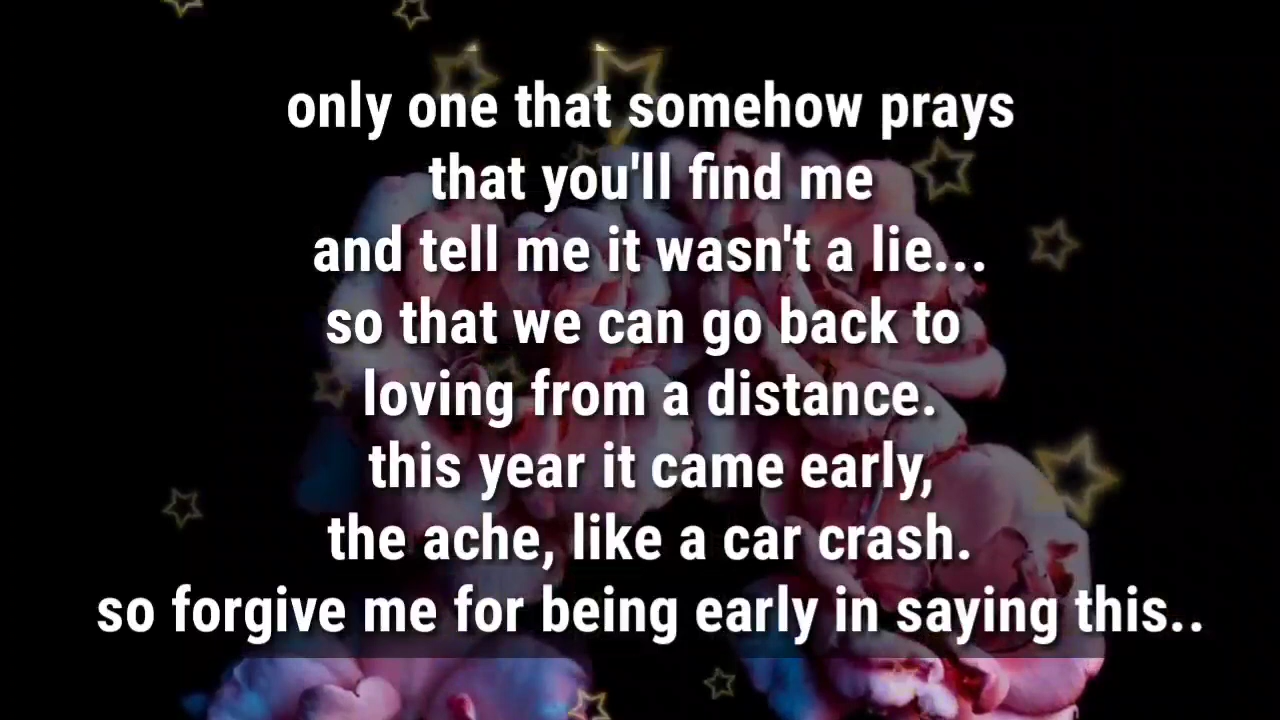 only one that somehow prays
that you'll find me
and tell me it wasn't a lie...
so that we can go back to
loving from a distance.
this year it came early,
the ache, like a car crash.
so forgive me for being early in saying this..